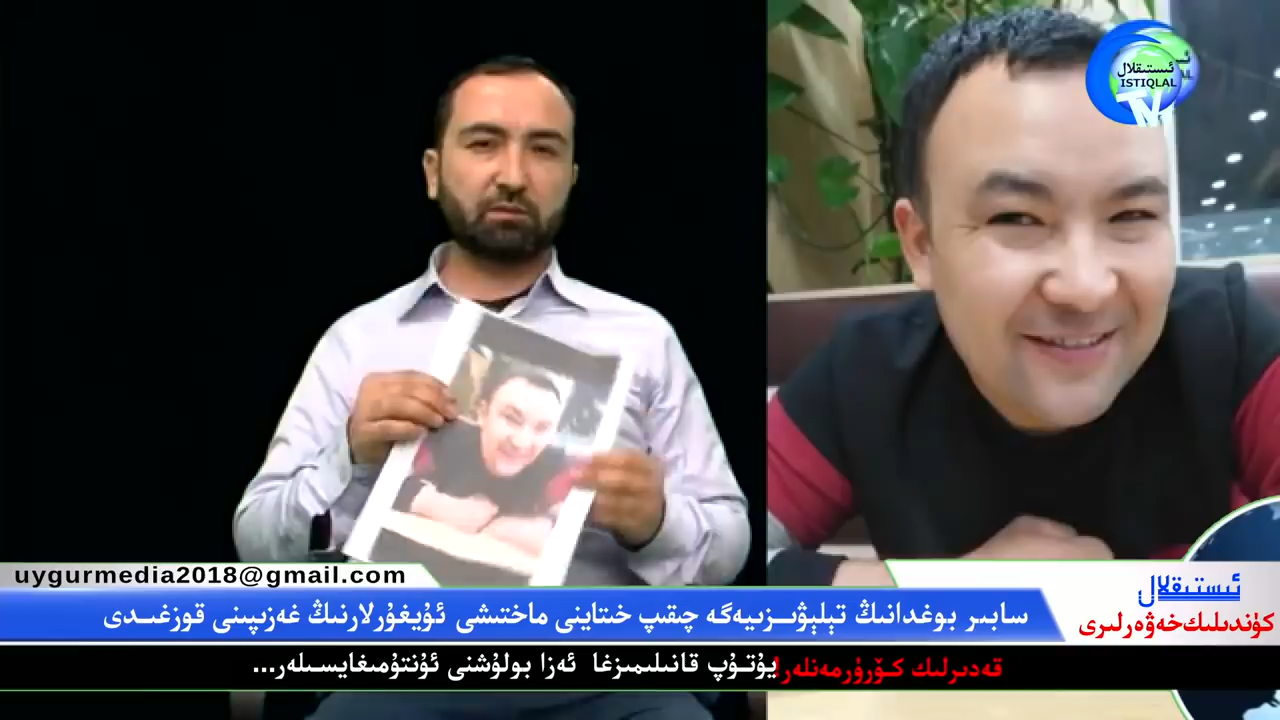 ئىستىقلال
ISTIQLAL
TV
uygurmedia2018@gmail.com
سابىر بوغدانىڭ تېلېۋىزىيەگە چىقىپ خىتاينى ماختىشى ئۇيغۇرلارنىڭ غەزىپىنى قوزغىدى
ئىستىقلال
كۈندىلىك خەۋەرلىرى
قەدىرلىك كۆرۈرمەنلەر! يۇتۇپ قانىلىمىزغا ئەزا بولۇشنى ئۇنتۇمىغايسىلەر...